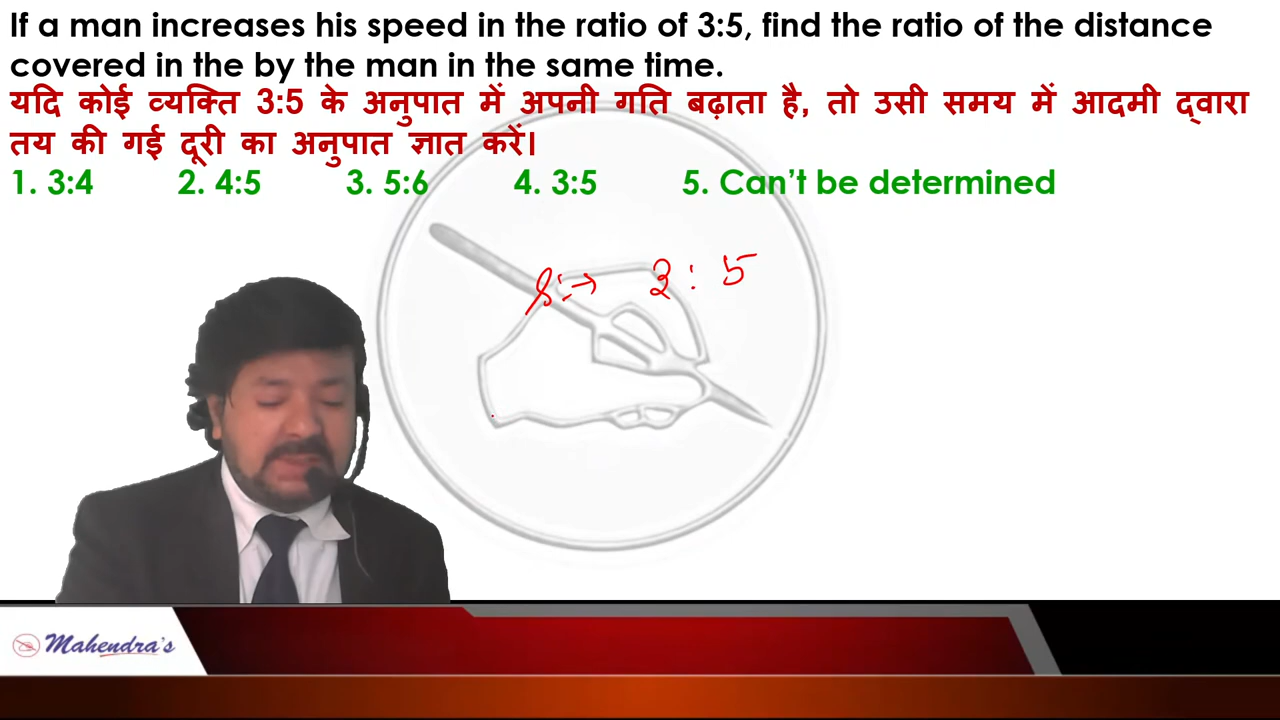 If a man increases his speed in the ratio of 3:5, find the ratio of the distance
covered in the by the man in the same time.
यदि कोई व्यक्ति 3:5 के अनुपात में अपनी गति बढ़ाता है, तो उसी समय में आदमी द्वारा
तय की गई दूरी का अनुपात ज्ञात करें।
1. 3:4 2. 4:5 3. 5:6 4. 3:5 5. Can’t be determined
S:→ 3 : 5
Mahendra's